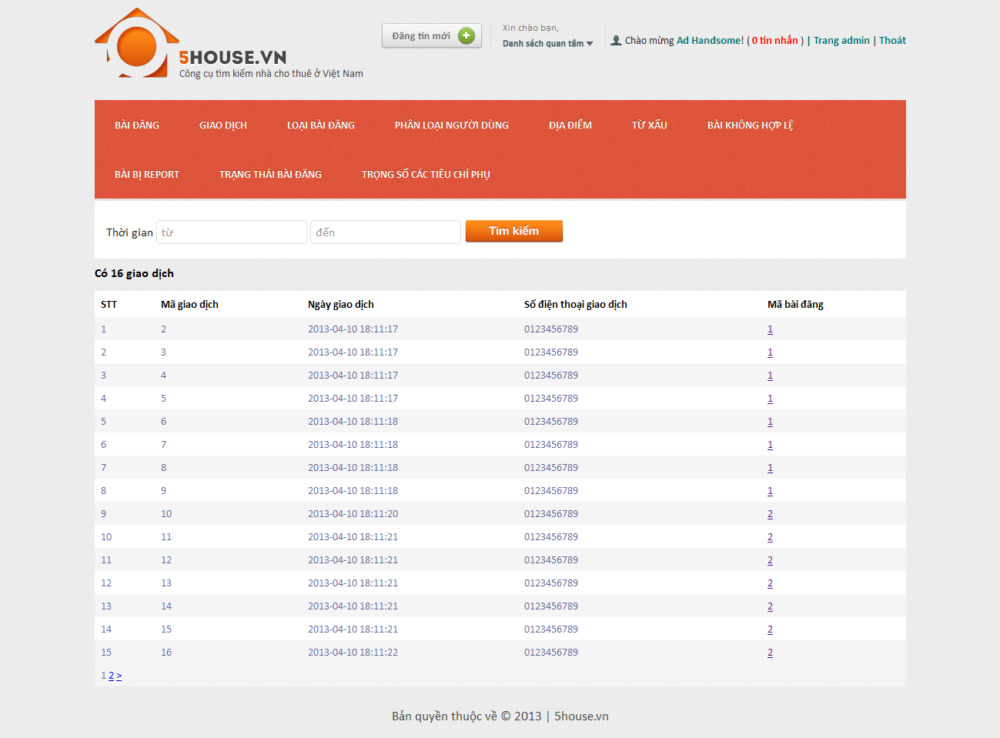 5HOUSE.VN
Công cụ tìm kiếm nhà cho thuê ở Việt Nam
Đăng tin mới
Xin chào bạn,
Danh sách quan tâm
Chào mừng Ad Handsome! ( 0 tin nhắn ) | Trang admin | Thoát
BÀI ĐĂNG GIAO DỊCH LOẠI BÀI ĐĂNG PHÂN LOẠI NGƯỜI DÙNG ĐỊA ĐIỂM TỪ XẤU BÀI KHÔNG HỢP LỆ
BÀI BỊ REPORT TRẠNG THÁI BÀI ĐĂNG TRỌNG SỐ CÁC TIÊU CHÍ PHỤ
Thời gian từ đến Tìm kiếm
Có 16 giao dịch
STT Mã giao dịch Ngày giao dịch Số điện thoại giao dịch Mã bài đăng
1 2 2013-04-10 18:11:17 0123456789 1
2 3 2013-04-10 18:11:17 0123456789 1
3 4 2013-04-10 18:11:17 0123456789 1
4 5 2013-04-10 18:11:17 0123456789 1
5 6 2013-04-10 18:11:18 0123456789 1
6 7 2013-04-10 18:11:18 0123456789 1
7 8 2013-04-10 18:11:18 0123456789 1
8 9 2013-04-10 18:11:18 0123456789 1
9 10 2013-04-10 18:11:20 0123456789 2
10 11 2013-04-10 18:11:21 0123456789 2
11 12 2013-04-10 18:11:21 0123456789 2
12 13 2013-04-10 18:11:21 0123456789 2
13 14 2013-04-10 18:11:21 0123456789 2
14 15 2013-04-10 18:11:21 0123456789 2
15 16 2013-04-10 18:11:22 0123456789 2
1 2 >
Bản quyền thuộc về © 2013 | 5house.vn